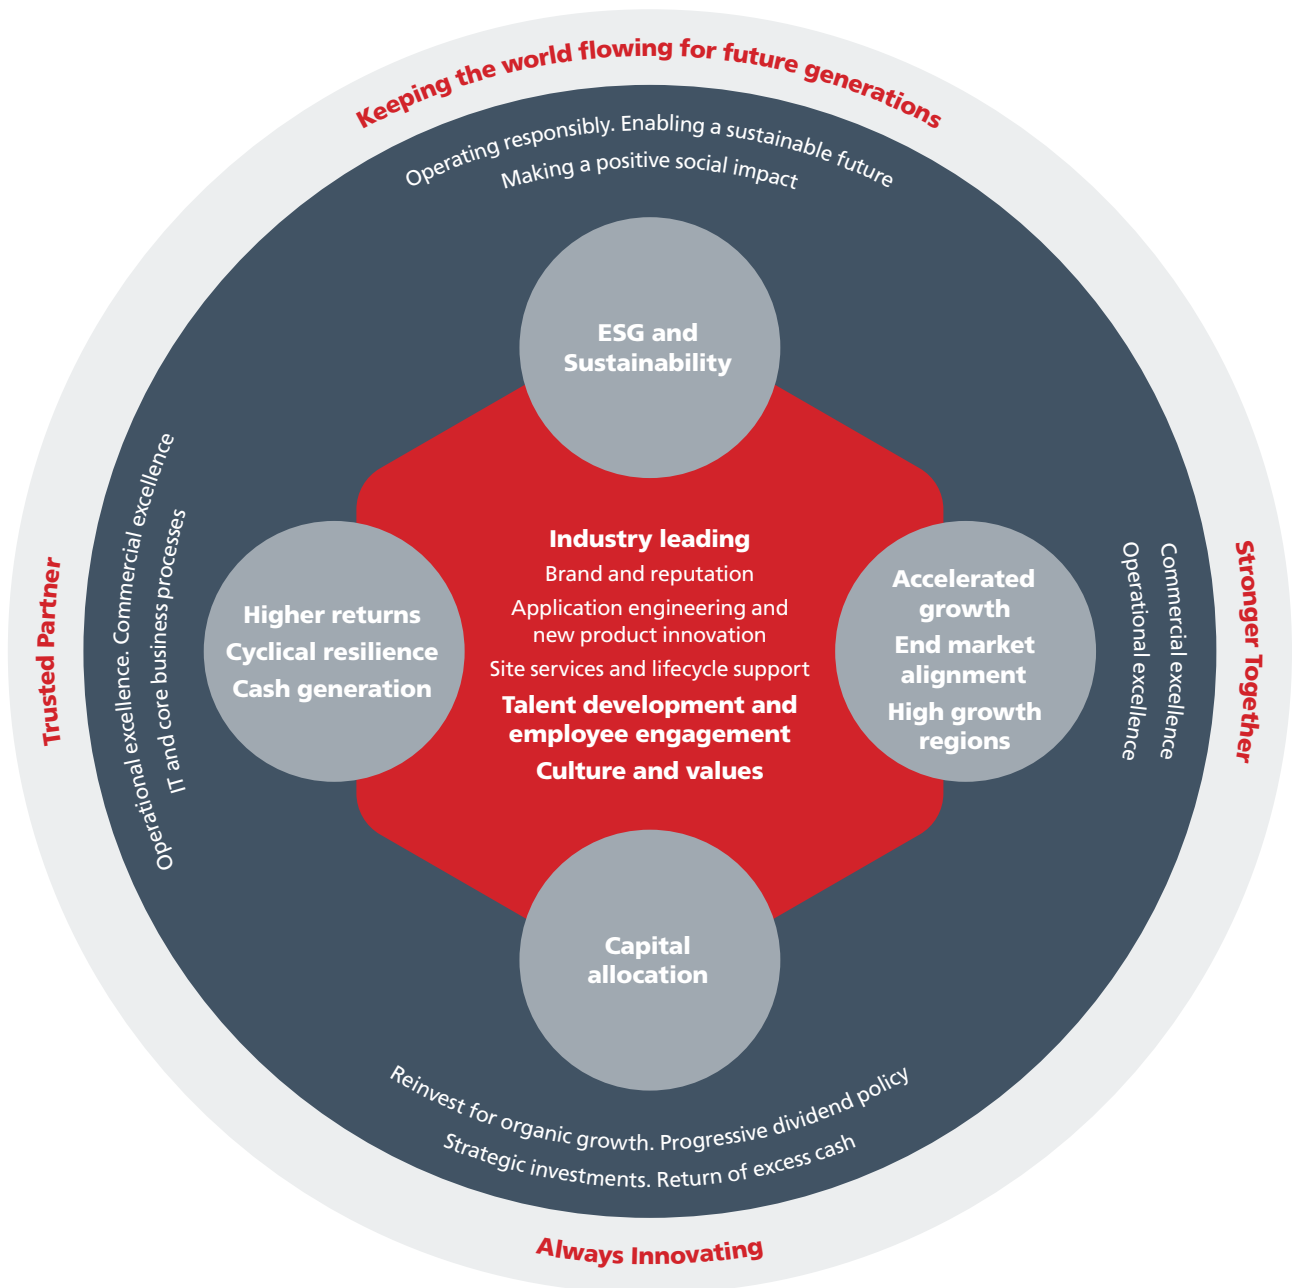 Keeping the world flowing for future generations
Operating responsibly. Enabling a sustainable future
Making a positive social impact
ESG and
Sustainability
Trusted Partner
Operational excellence. Commercial excellence
IT and core business processes
Higher returns
Cyclical resilience
Cash generation
Industry leading
Brand and reputation
Application engineering and
new product innovation
Site services and lifecycle support
Talent development and
employee engagement
Culture and values
Accelerated
growth
End market
alignment
High growth
regions
Commercial excellence
Operational excellence
Stronger Together
Capital
allocation
Reinvest for organic growth. Progressive dividend policy
Strategic investments. Return of excess cash
Always Innovating